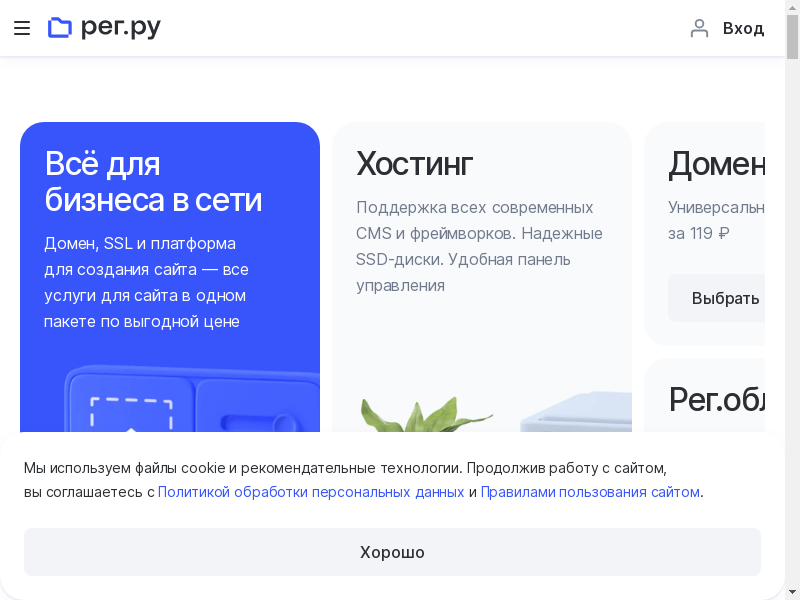 рег.ру
Вход
Всё для
бизнеса в сети
Домен, SSL и платформа
для создания сайта — все
услуги для сайта в одном
пакете по выгодной цене
Хостинг
Поддержка всех современных
CMS и фреймворков. Надежные
SSD-диски. Удобная панель
управления
Домен
Универсальн
за 119 ₽
Выбрать
Рег.обл
Мы используем файлы cookie и рекомендательные технологии. Продолжив работу с сайтом,
вы соглашаетесь с Политикой обработки персональных данных и Правилами пользования сайтом.
Хорошо